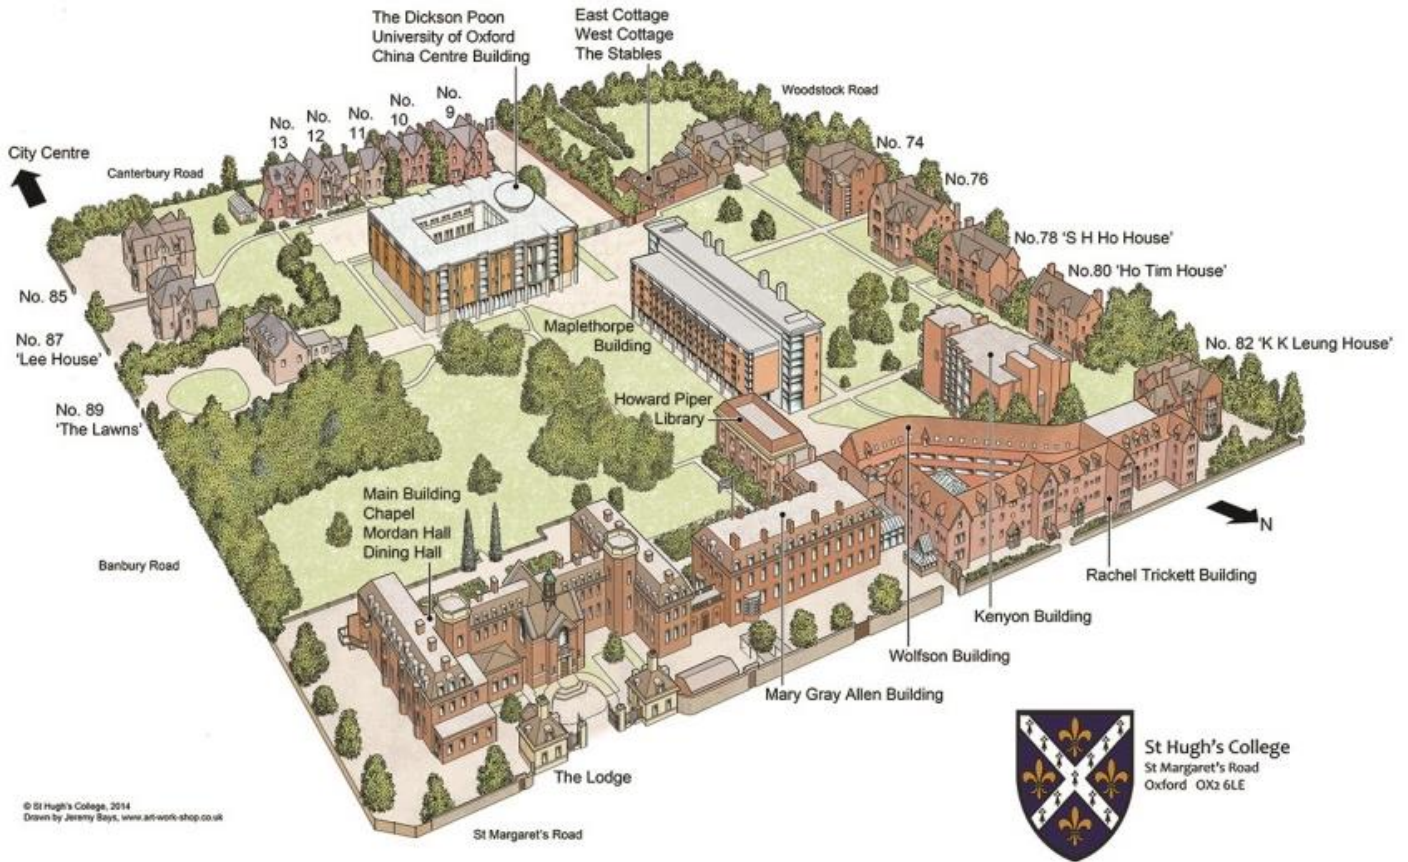 The Dickson Poon
University of Oxford
China Centre Building
East Cottage
West Cottage
The Stables
Woodstock Road
No.
13
No.
12
No.
11
No.
10
No.
9
No. 74
City Centre
Canterbury Road
No.76
No.78 'S H Ho House'
No.80 'Ho Tim House'
No. 85
No. 87
'Lee House'
Maplethorpe
Building
No. 82 'K K Leung House'
No. 89
'The Lawns'
Howard Piper
Library
Main Building
Chapel
Mordan Hall
Dining Hall
N
Banbury Road
Rachel Trickett Building
Kenyon Building
Wolfson Building
Mary Gray Allen Building
The Lodge
St Hugh's College
St Margaret's Road
Oxford OX2 6LE
© St Hugh's College, 2014
Drawn by Jeremy Bays, www.art-work-shop.co.uk
St Margaret's Road